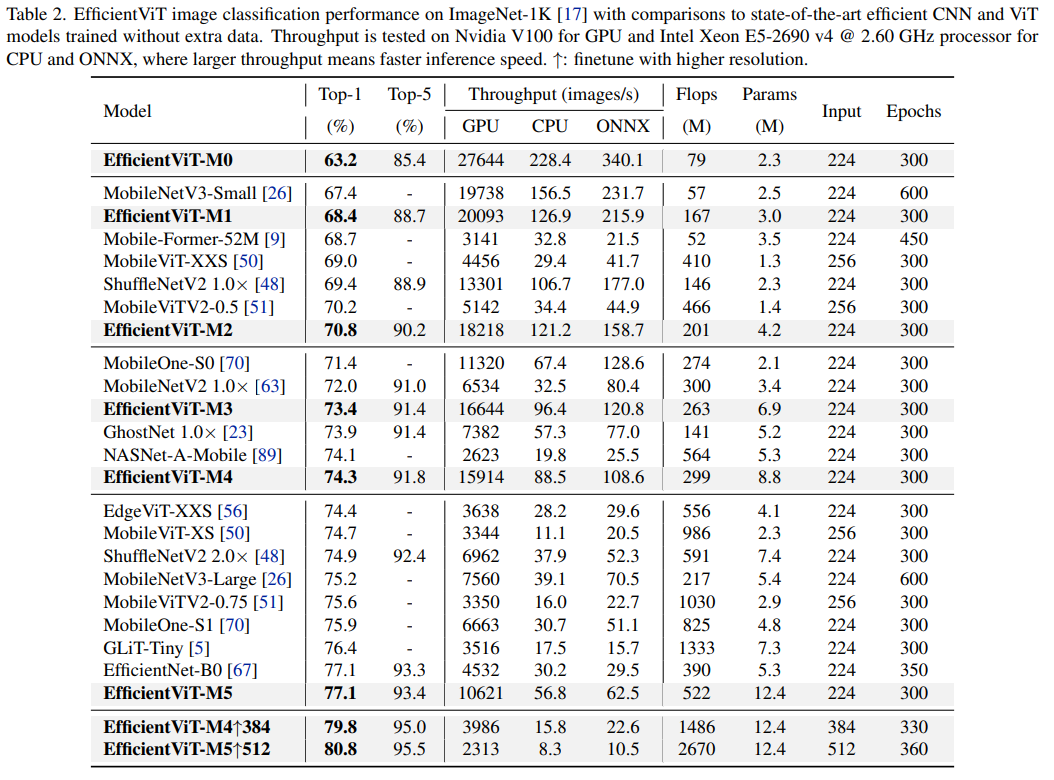 Table 2. EfficientViT image classification performance on ImageNet-1K [17] with comparisons to state-of-the-art efficient CNN and ViT
models trained without extra data. Throughput is tested on Nvidia V100 for GPU and Intel Xeon E5-2690 v4 @ 2.60 GHz processor for
CPU and ONNX, where larger throughput means faster inference speed. ↑: finetune with higher resolution.
Model Top-1 (%) Top-5 (%) Throughput (images/s) Flops (M) Params (M) Input Epochs
GPU CPU ONNX
EfficientViT-M0 63.2 85.4 27644 228.4 340.1 79 2.3 224 300
MobileNetV3-Small [26] 67.4 - 19738 156.5 231.7 57 2.5 224 600
EfficientViT-M1 68.4 88.7 20093 126.9 215.9 167 3.0 224 300
Mobile-Former-52M [9] 68.7 - 3141 32.8 21.5 52 3.5 224 450
MobileViT-XXS [50] 69.0 - 4456 29.4 41.7 410 1.3 256 300
ShuffleNetV2 1.0× [48] 69.4 88.9 13301 106.7 177.0 146 2.3 224 300
MobileViTV2-0.5 [51] 70.2 - 5142 34.4 44.9 466 1.4 256 300
EfficientViT-M2 70.8 90.2 18218 121.2 158.7 201 4.2 224 300
MobileOne-S0 [70] 71.4 - 11320 67.4 128.6 274 2.1 224 300
MobileNetV2 1.0× [63] 72.0 91.0 6534 32.5 80.4 300 3.4 224 300
EfficientViT-M3 73.4 91.4 16644 96.4 120.8 263 6.9 224 300
GhostNet 1.0× [23] 73.9 91.4 7382 57.3 77.0 141 5.2 224 300
NASNet-A-Mobile [89] 74.1 - 2623 19.8 25.5 564 5.3 224 300
EfficientViT-M4 74.3 91.8 15914 88.5 108.6 299 8.8 224 300
EdgeViT-XXS [56] 74.4 - 3638 28.2 29.6 556 4.1 224 300
MobileViT-XS [50] 74.7 - 3344 11.1 20.5 986 2.3 256 300
ShuffleNetV2 2.0× [48] 74.9 92.4 6962 37.9 52.3 591 7.4 224 300
MobileNetV3-Large [26] 75.2 - 7560 39.1 70.5 217 5.4 224 600
MobileViTV2-0.75 [51] 75.6 - 3350 16.0 22.7 1030 2.9 256 300
MobileOne-S1 [70] 75.9 - 6663 30.7 51.1 825 4.8 224 300
GLiT-Tiny [5] 76.4 - 3516 17.5 15.7 1333 7.3 224 300
EfficientNet-B0 [67] 77.1 93.3 4532 30.2 29.5 390 5.3 224 350
EfficientViT-M5 77.1 93.4 10621 56.8 62.5 522 12.4 224 300
EfficientViT-M4↑384 79.8 95.0 3986 15.8 22.6 1486 12.4 384 330
EfficientViT-M5↑512 80.8 95.5 2313 8.3 10.5 2670 12.4 512 360